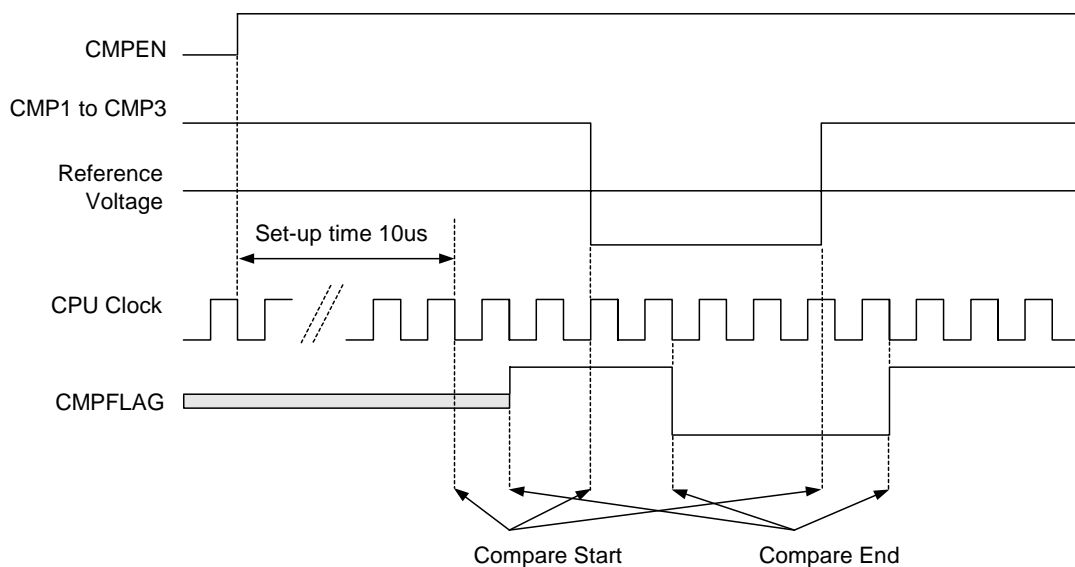 CMPEN
CMP1 to CMP3
Reference
Voltage
Set-up time 10us
CPU Clock
CMPFLAG
Compare Start
Compare End